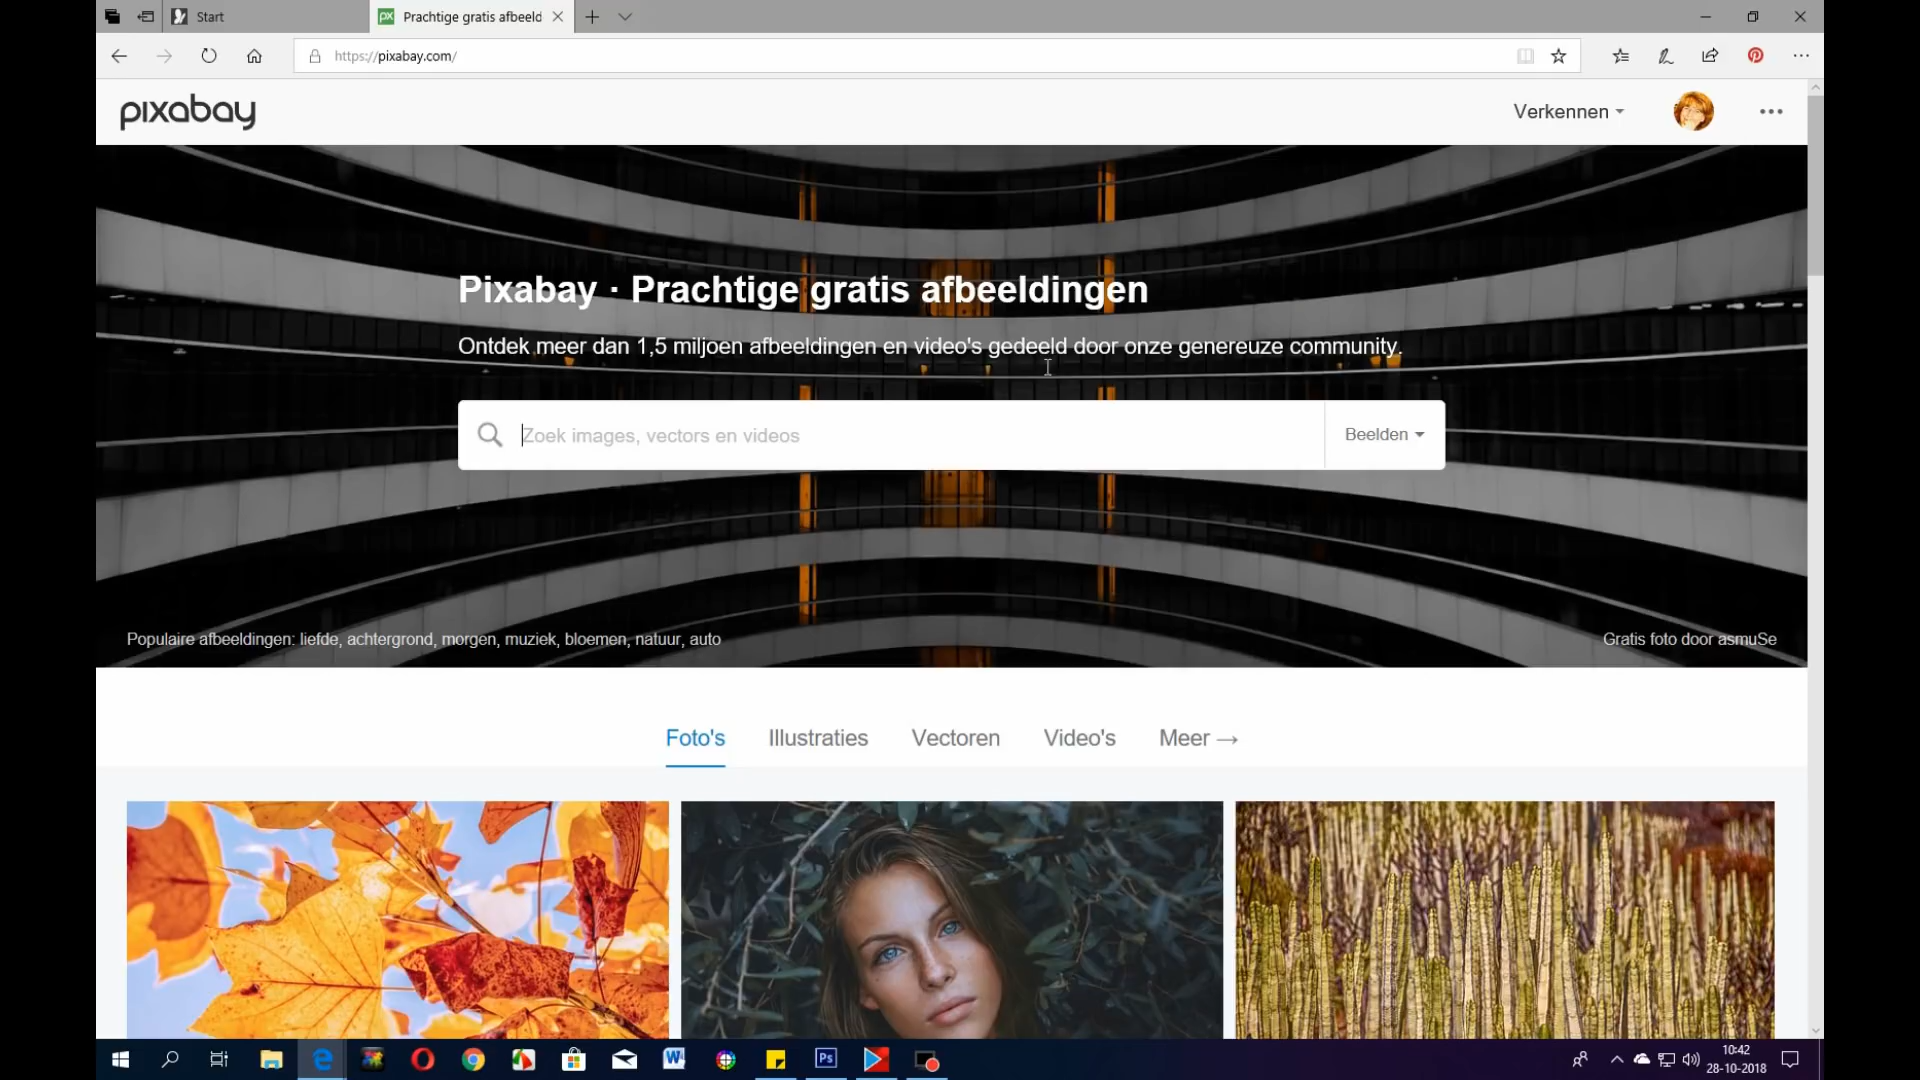 Start
Prachtige gratis afbeeld
https://pixabay.com/
pixabay
Verkennen
Pixabay · Prachtige gratis afbeeldingen
Ontdek meer dan 1,5 miljoen afbeeldingen en video's gedeeld door onze genereuze community.
Zoek images, vectors en videos
Beelden
Populaire afbeeldingen: liefde, achtergrond, morgen, muziek, bloemen, natuur, auto
Gratis foto door asmuSe
Foto's
Illustraties
Vectoren
Video's
Meer →
10:42
28-10-2018